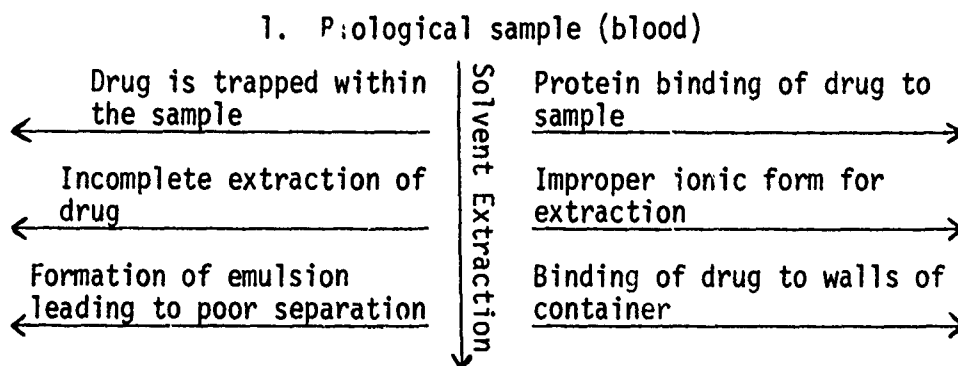 1. Piological sample (blood)
Drug is trapped within
the sample
Protein binding of drug to
sample
Solvent Extraction
Incomplete extraction of
drug
Improper ionic form for
extraction
Formation of emulsion
leading to poor separation
Binding of drug to walls of
container